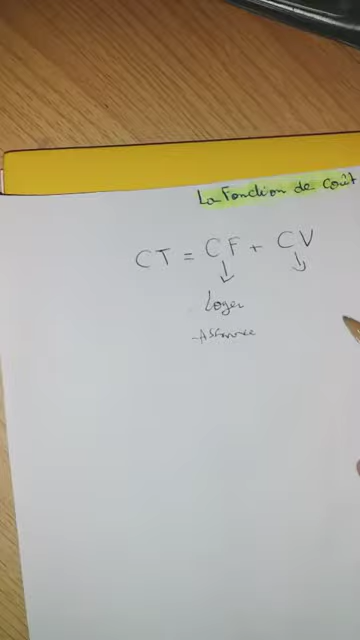 La Fonction de Coût
CT = CF + CV
↓ ↓
Loyer
-Assurance